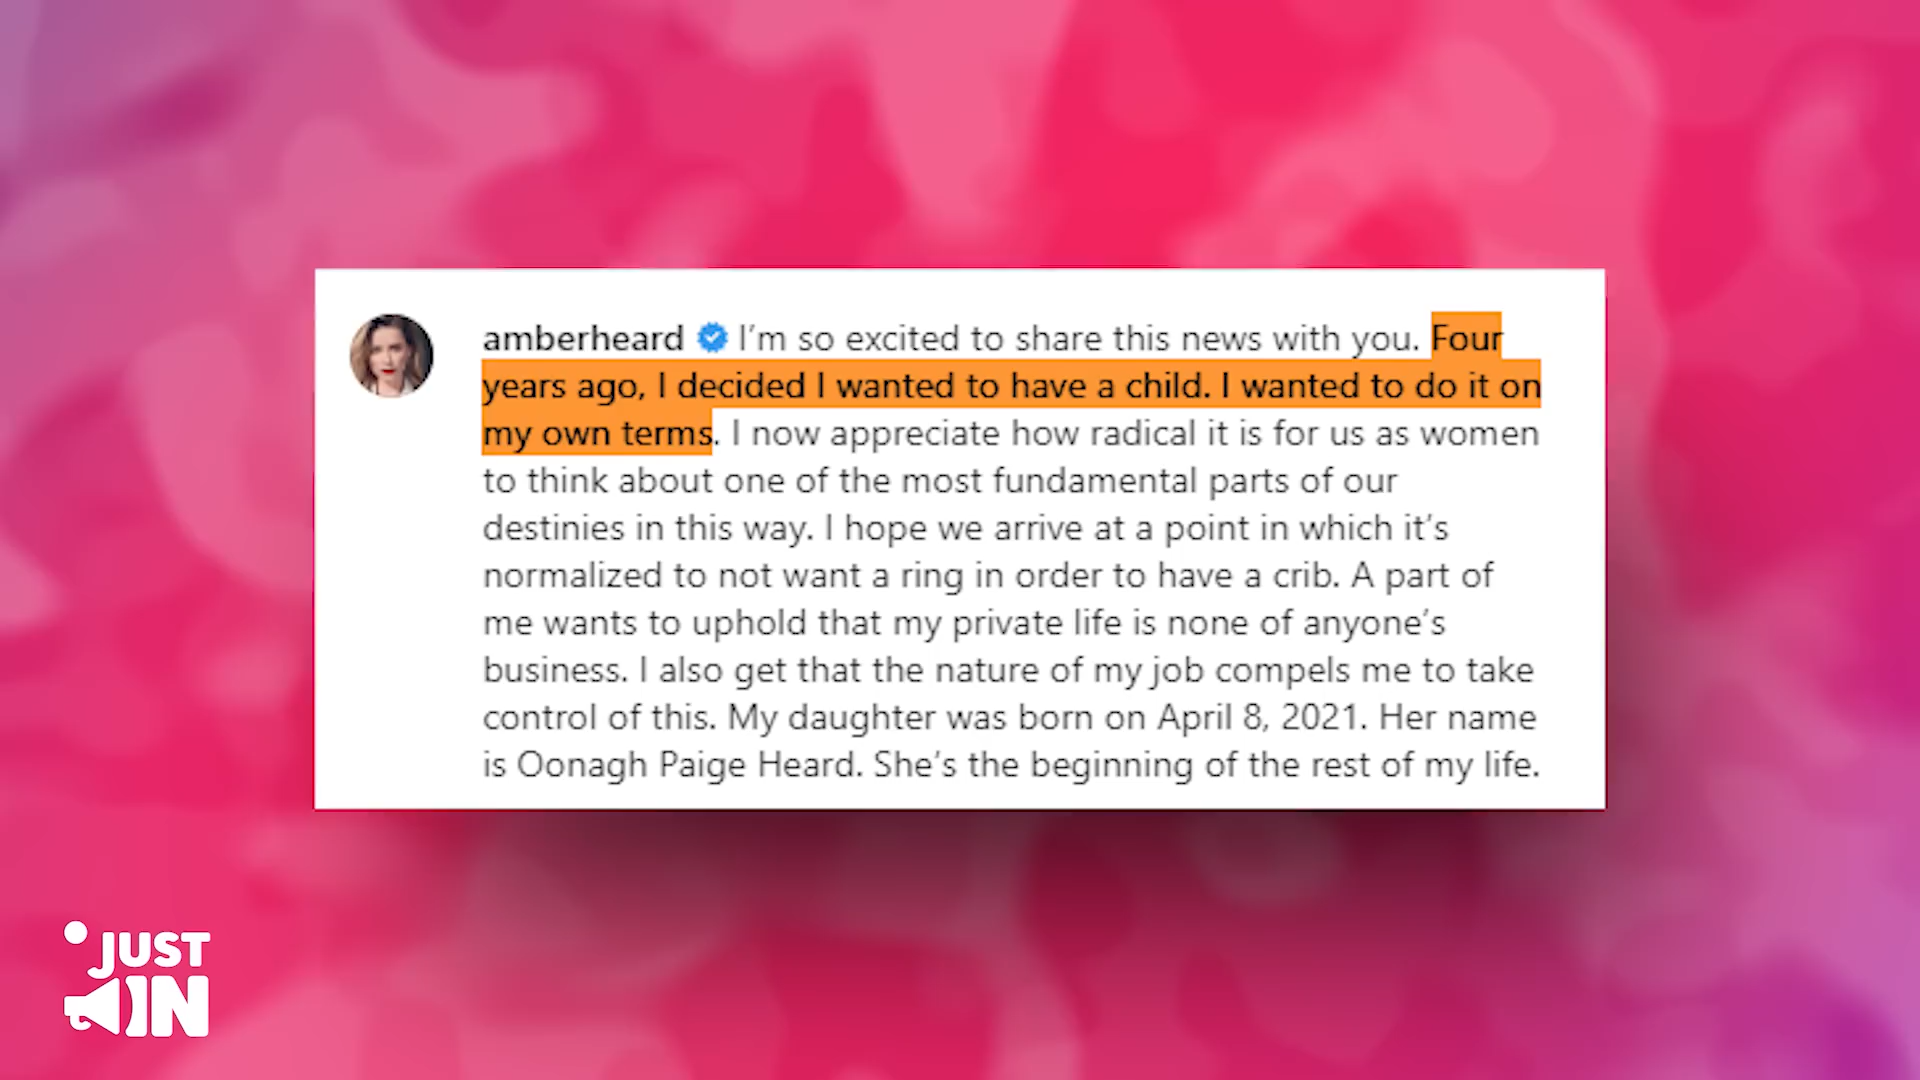 amberheard I’m so excited to share this news with you. Four
years ago, I decided I wanted to have a child. I wanted to do it on
my own terms. I now appreciate how radical it is for us as women
to think about one of the most fundamental parts of our
destinies in this way. I hope we arrive at a point in which it’s
normalized to not want a ring in order to have a crib. A part of
me wants to uphold that my private life is none of anyone’s
business. I also get that the nature of my job compels me to take
control of this. My daughter was born on April 8, 2021. Her name
is Oonagh Paige Heard. She’s the beginning of the rest of my life.
JUST
IN